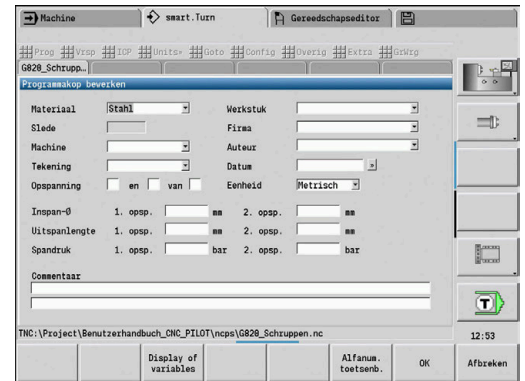 Machine smart.Turn Gereedschapseditor
Prog Vrsp ICP Units» Goto Config Overig Extra GrWrg
G820_Schrupp…
Programmakop bewerken
Materiaal Stahl Werkstuk
Slede Firma
Machine Auteur
Tekening Datum »
Opspanning en van Eenheid Metrisch
Inspan-Ø 1. opsp. mm 2. opsp. mm
Uitspanlengte 1. opsp. mm 2. opsp. mm
Spandruk 1. opsp. bar 2. opsp. bar
Commentaar
TNC:\Project\Benutzerhandbuch_CNC_PILOT\ncps\G820_Schruppen.nc
T
12:53
Display of variables
Alfanum. toetsenb.
OK
Afbreken